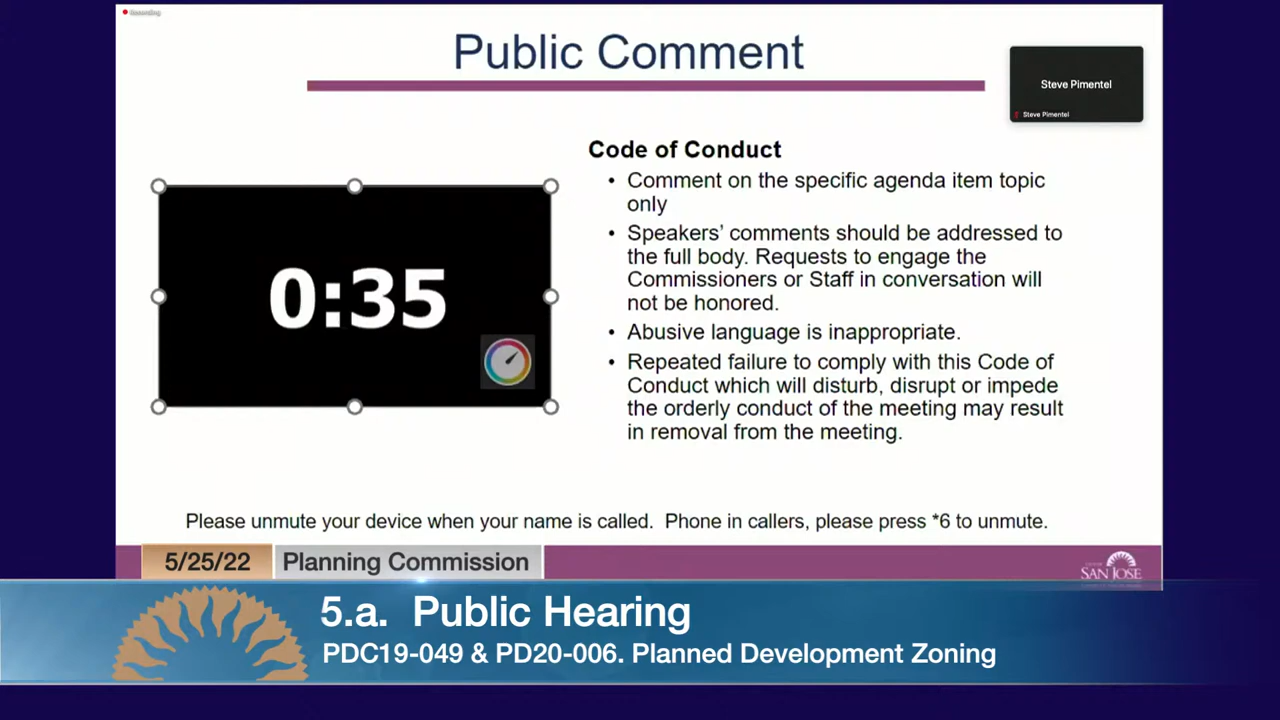 Recording
Public Comment
Steve Pimentel
Steve Pimentel
Code of Conduct
• Comment on the specific agenda item topic
only
• Speakers’ comments should be addressed to
the full body. Requests to engage the
Commissioners or Staff in conversation will
not be honored.
• Abusive language is inappropriate.
• Repeated failure to comply with this Code of
Conduct which will disturb, disrupt or impede
the orderly conduct of the meeting may result
in removal from the meeting.
0:35
Please unmute your device when your name is called. Phone in callers, please press *6 to unmute.
5/25/22 Planning Commission
SAN JOSE
5.a. Public Hearing
PDC19-049 & PD20-006. Planned Development Zoning